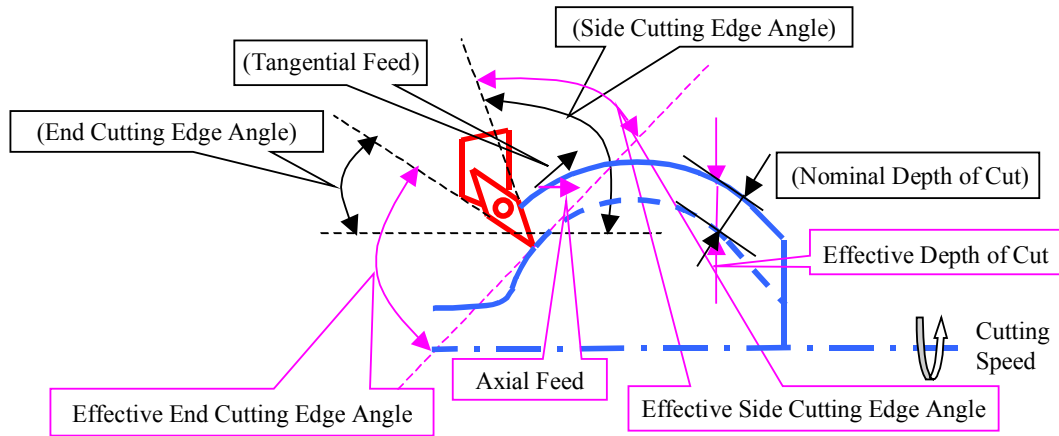 (Side Cutting Edge Angle)
(Tangential Feed)
(End Cutting Edge Angle)
(Nominal Depth of Cut)
Effective Depth of Cut
Cutting
Speed
Axial Feed
Effective End Cutting Edge Angle
Effective Side Cutting Edge Angle